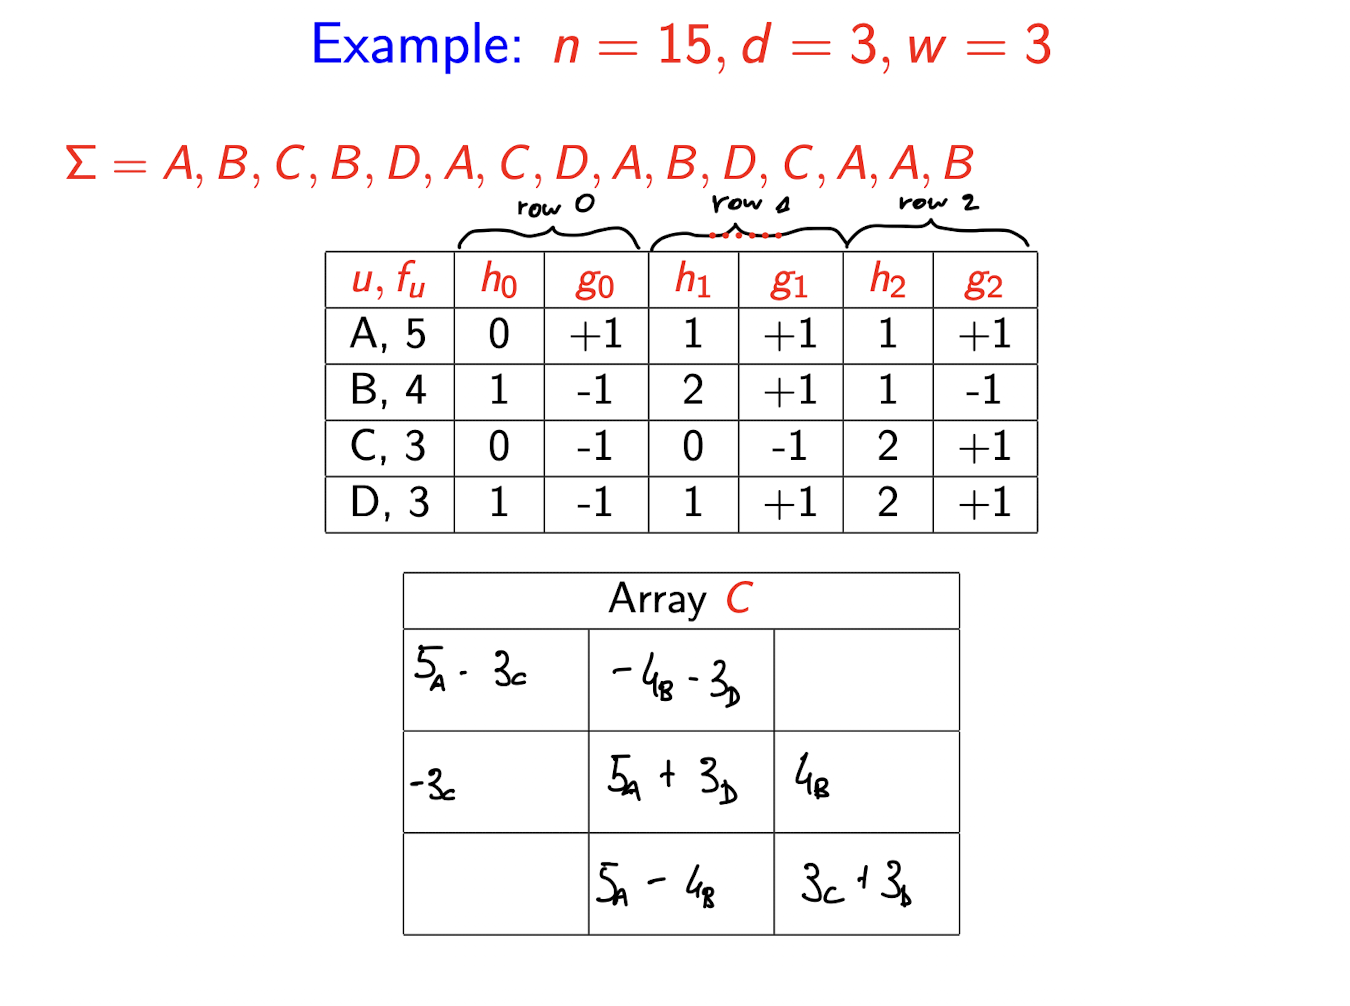 Example: n = 15, d = 3, w = 3
Σ = A, B, C, B, D, A, C, D, A, B, D, C, A, A, B
row 0 row 1 row 2
u, f_u h_0 g_0 h_1 g_1 h_2 g_2
A, 5 0 +1 1 +1 1 +1
B, 4 1 -1 2 +1 1 -1
C, 3 0 -1 0 -1 2 +1
D, 3 1 -1 1 +1 2 +1
Array C
5_A - 3_C -4_B - 3_D
-3_C 5_A + 3_D 4_B
5_A - 4_B 3_C + 3_D